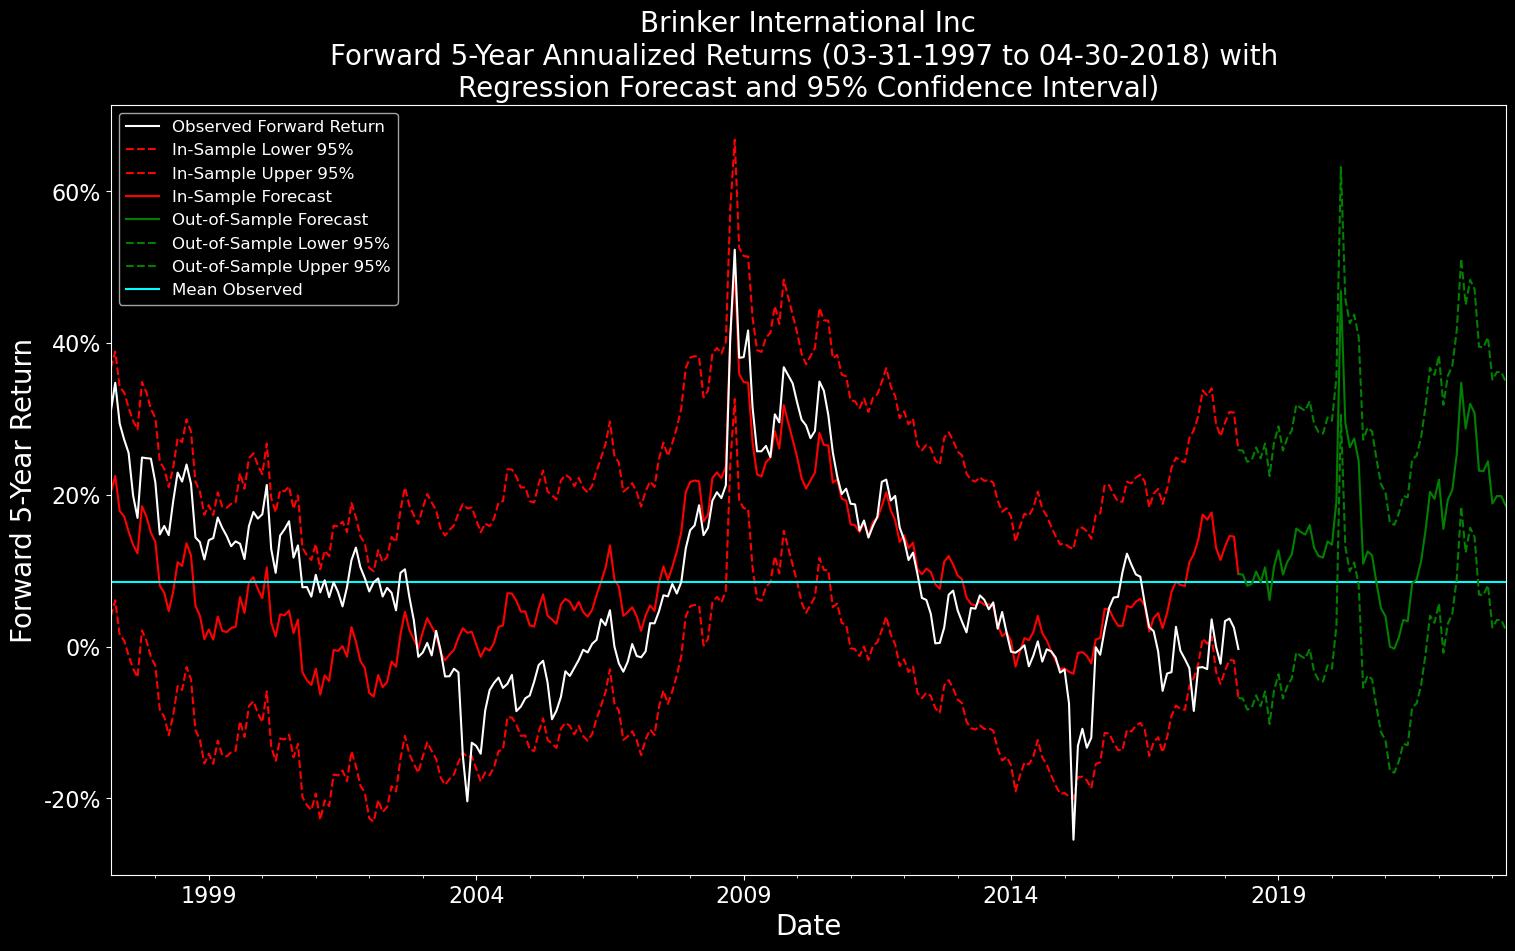 Brinker International Inc
Forward 5-Year Annualized Returns (03-31-1997 to 04-30-2018) with
Regression Forecast and 95% Confidence Interval)
Observed Forward Return
In-Sample Lower 95%
In-Sample Upper 95%
In-Sample Forecast
Out-of-Sample Forecast
Out-of-Sample Lower 95%
Out-of-Sample Upper 95%
Mean Observed
Forward 5-Year Return
60%
40%
20%
0%
-20%
1999
2004
2009
2014
2019
Date